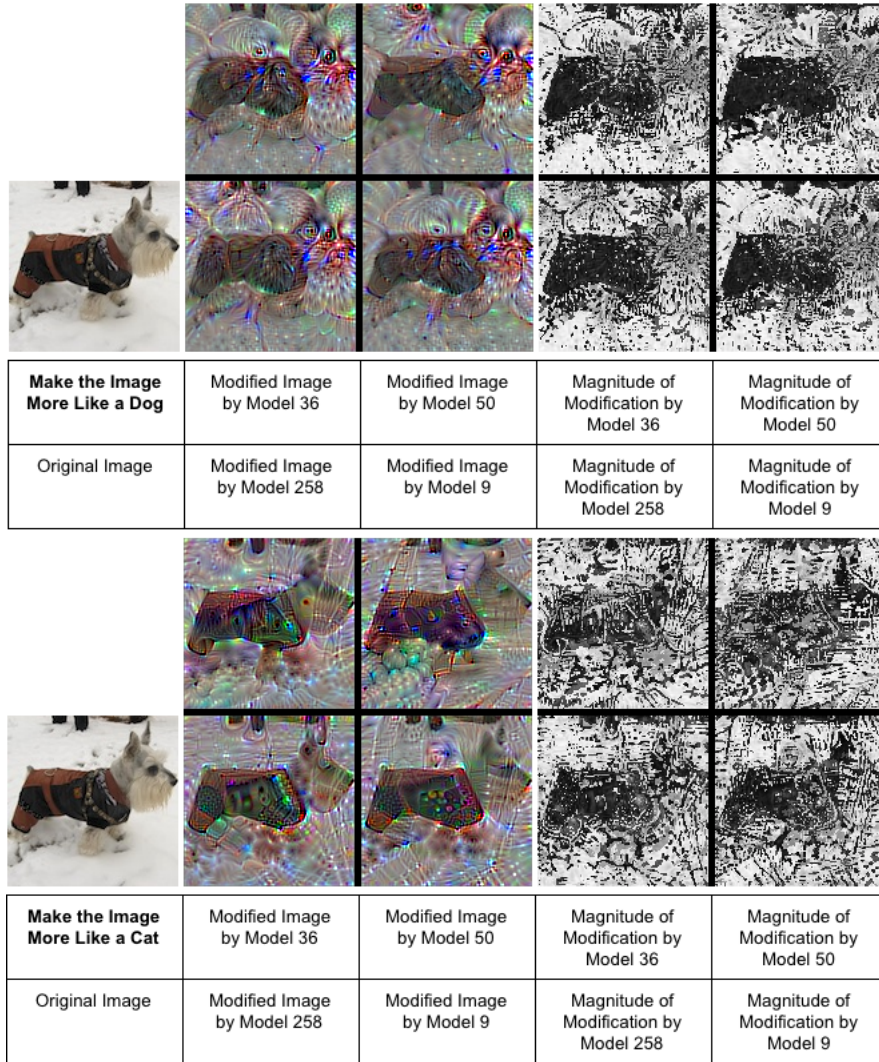 Make the Image
More Like a Dog
Modified Image
by Model 36
Modified Image
by Model 50
Magnitude of
Modification by
Model 36
Magnitude of
Modification by
Model 50
Original Image
Modified Image
by Model 258
Modified Image
by Model 9
Magnitude of
Modification by
Model 258
Magnitude of
Modification by
Model 9
Make the Image
More Like a Cat
Modified Image
by Model 36
Modified Image
by Model 50
Magnitude of
Modification by
Model 36
Magnitude of
Modification by
Model 50
Original Image
Modified Image
by Model 258
Modified Image
by Model 9
Magnitude of
Modification by
Model 258
Magnitude of
Modification by
Model 9